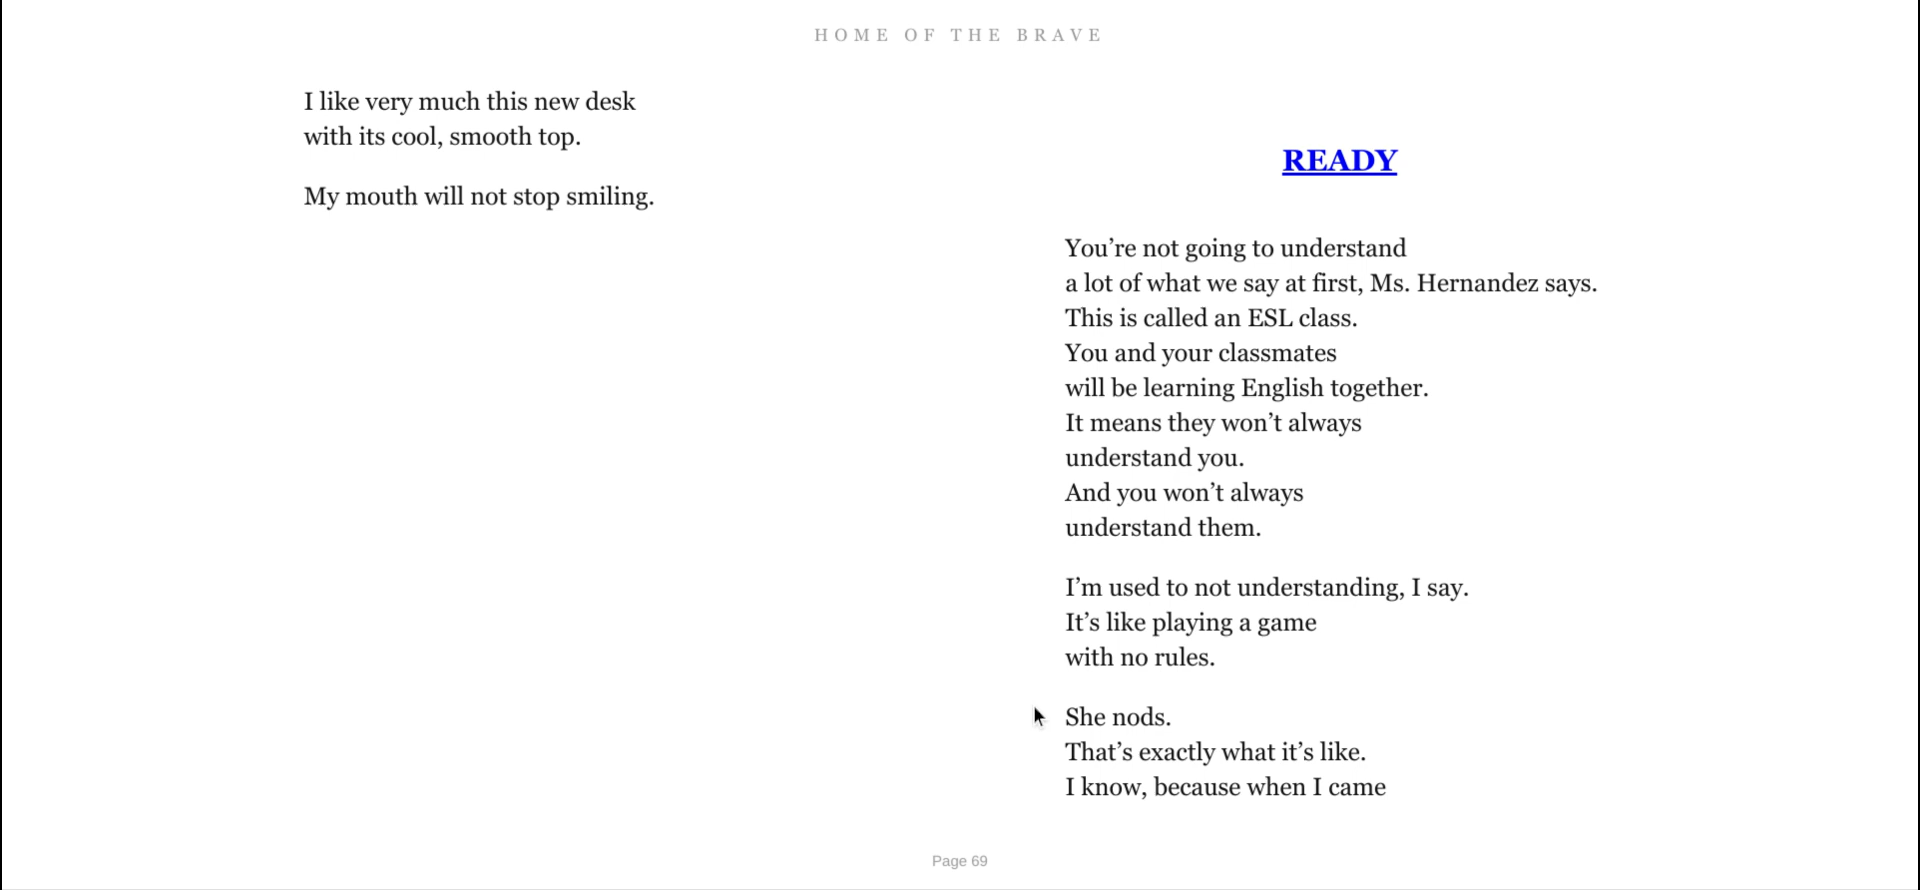 HOME OF THE BRAVE
I like very much this new desk
with its cool, smooth top.
My mouth will not stop smiling.
READY
You’re not going to understand
a lot of what we say at first, Ms. Hernandez says.
This is called an ESL class.
You and your classmates
will be learning English together.
It means they won’t always
understand you.
And you won’t always
understand them.
I’m used to not understanding, I say.
It’s like playing a game
with no rules.
She nods.
That’s exactly what it’s like.
I know, because when I came
Page 69